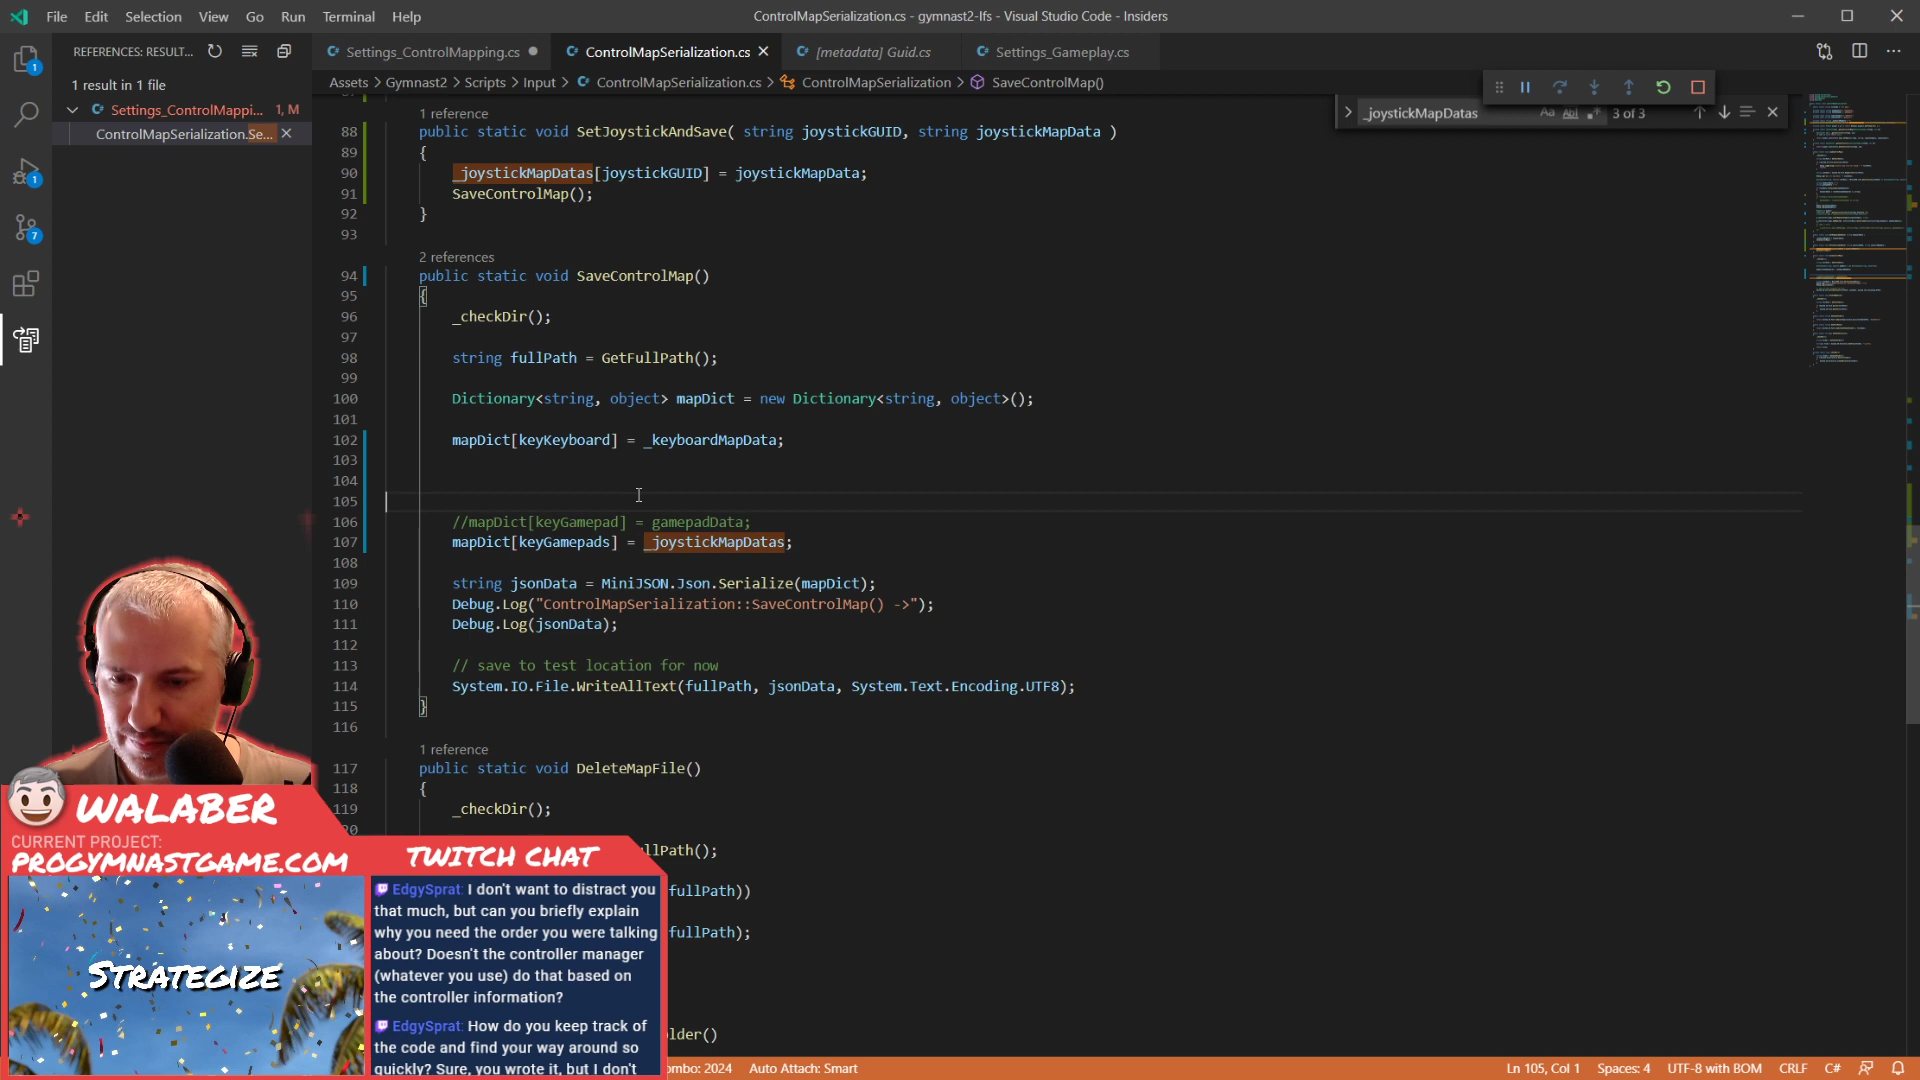 File Edit Selection View Go Run Terminal Help
ControlMapSerialization.cs - gymnast2-lfs - Visual Studio Code - Insiders
REFERENCES: RESULT...
Settings_ControlMapping.cs
ControlMapSerialization.cs
[metadata] Guid.cs
Settings_Gameplay.cs
1 result in 1 file
Settings_ControlMappi... 1, M
ControlMapSerialization.Se...
1
1
7
Assets > Gymnast2 > Scripts > Input > ControlMapSerialization.cs > ControlMapSerialization > SaveControlMap()
_joystickMapDatas
Aa
3 of 3
1 reference
88 public static void SetJoystickAndSave( string joystickGUID, string joystickMapData )
89 {
90 _joystickMapDatas[joystickGUID] = joystickMapData;
91 SaveControlMap();
92 }
93
2 references
94 public static void SaveControlMap()
95 {
96 _checkDir();
97
98 string fullPath = GetFullPath();
99
100 Dictionary<string, object> mapDict = new Dictionary<string, object>();
101
102 mapDict[keyKeyboard] = _keyboardMapData;
103
104
105
106 //mapDict[keyGamepad] = gamepadData;
107 mapDict[keyGamepads] = _joystickMapDatas;
108
109 string jsonData = MiniJSON.Json.Serialize(mapDict);
110 Debug.Log("ControlMapSerialization::SaveControlMap() ->");
111 Debug.Log(jsonData);
112
113 // save to test location for now
114 System.IO.File.WriteAllText(fullPath, jsonData, System.Text.Encoding.UTF8);
115 }
116
1 reference
117 public static void DeleteMapFile()
118 {
119 _checkDir();
llPath();
fullPath))
fullPath);
lder()
WALABER
CURRENT PROJECT:
PROGYMNASTGAME.COM
STRATEGIZE
TWITCH CHAT
EdgySprat: I don't want to distract you
that much, but can you briefly explain
why you need the order you were talking
about? Doesn't the controller manager
(whatever you use) do that based on
the controller information?
EdgySprat: How do you keep track of
the code and find your way around so
quickly? Sure, you wrote it, but I don't
ombo: 2024 Auto Attach: Smart
Ln 105, Col 1 Spaces: 4 UTF-8 with BOM CRLF C#